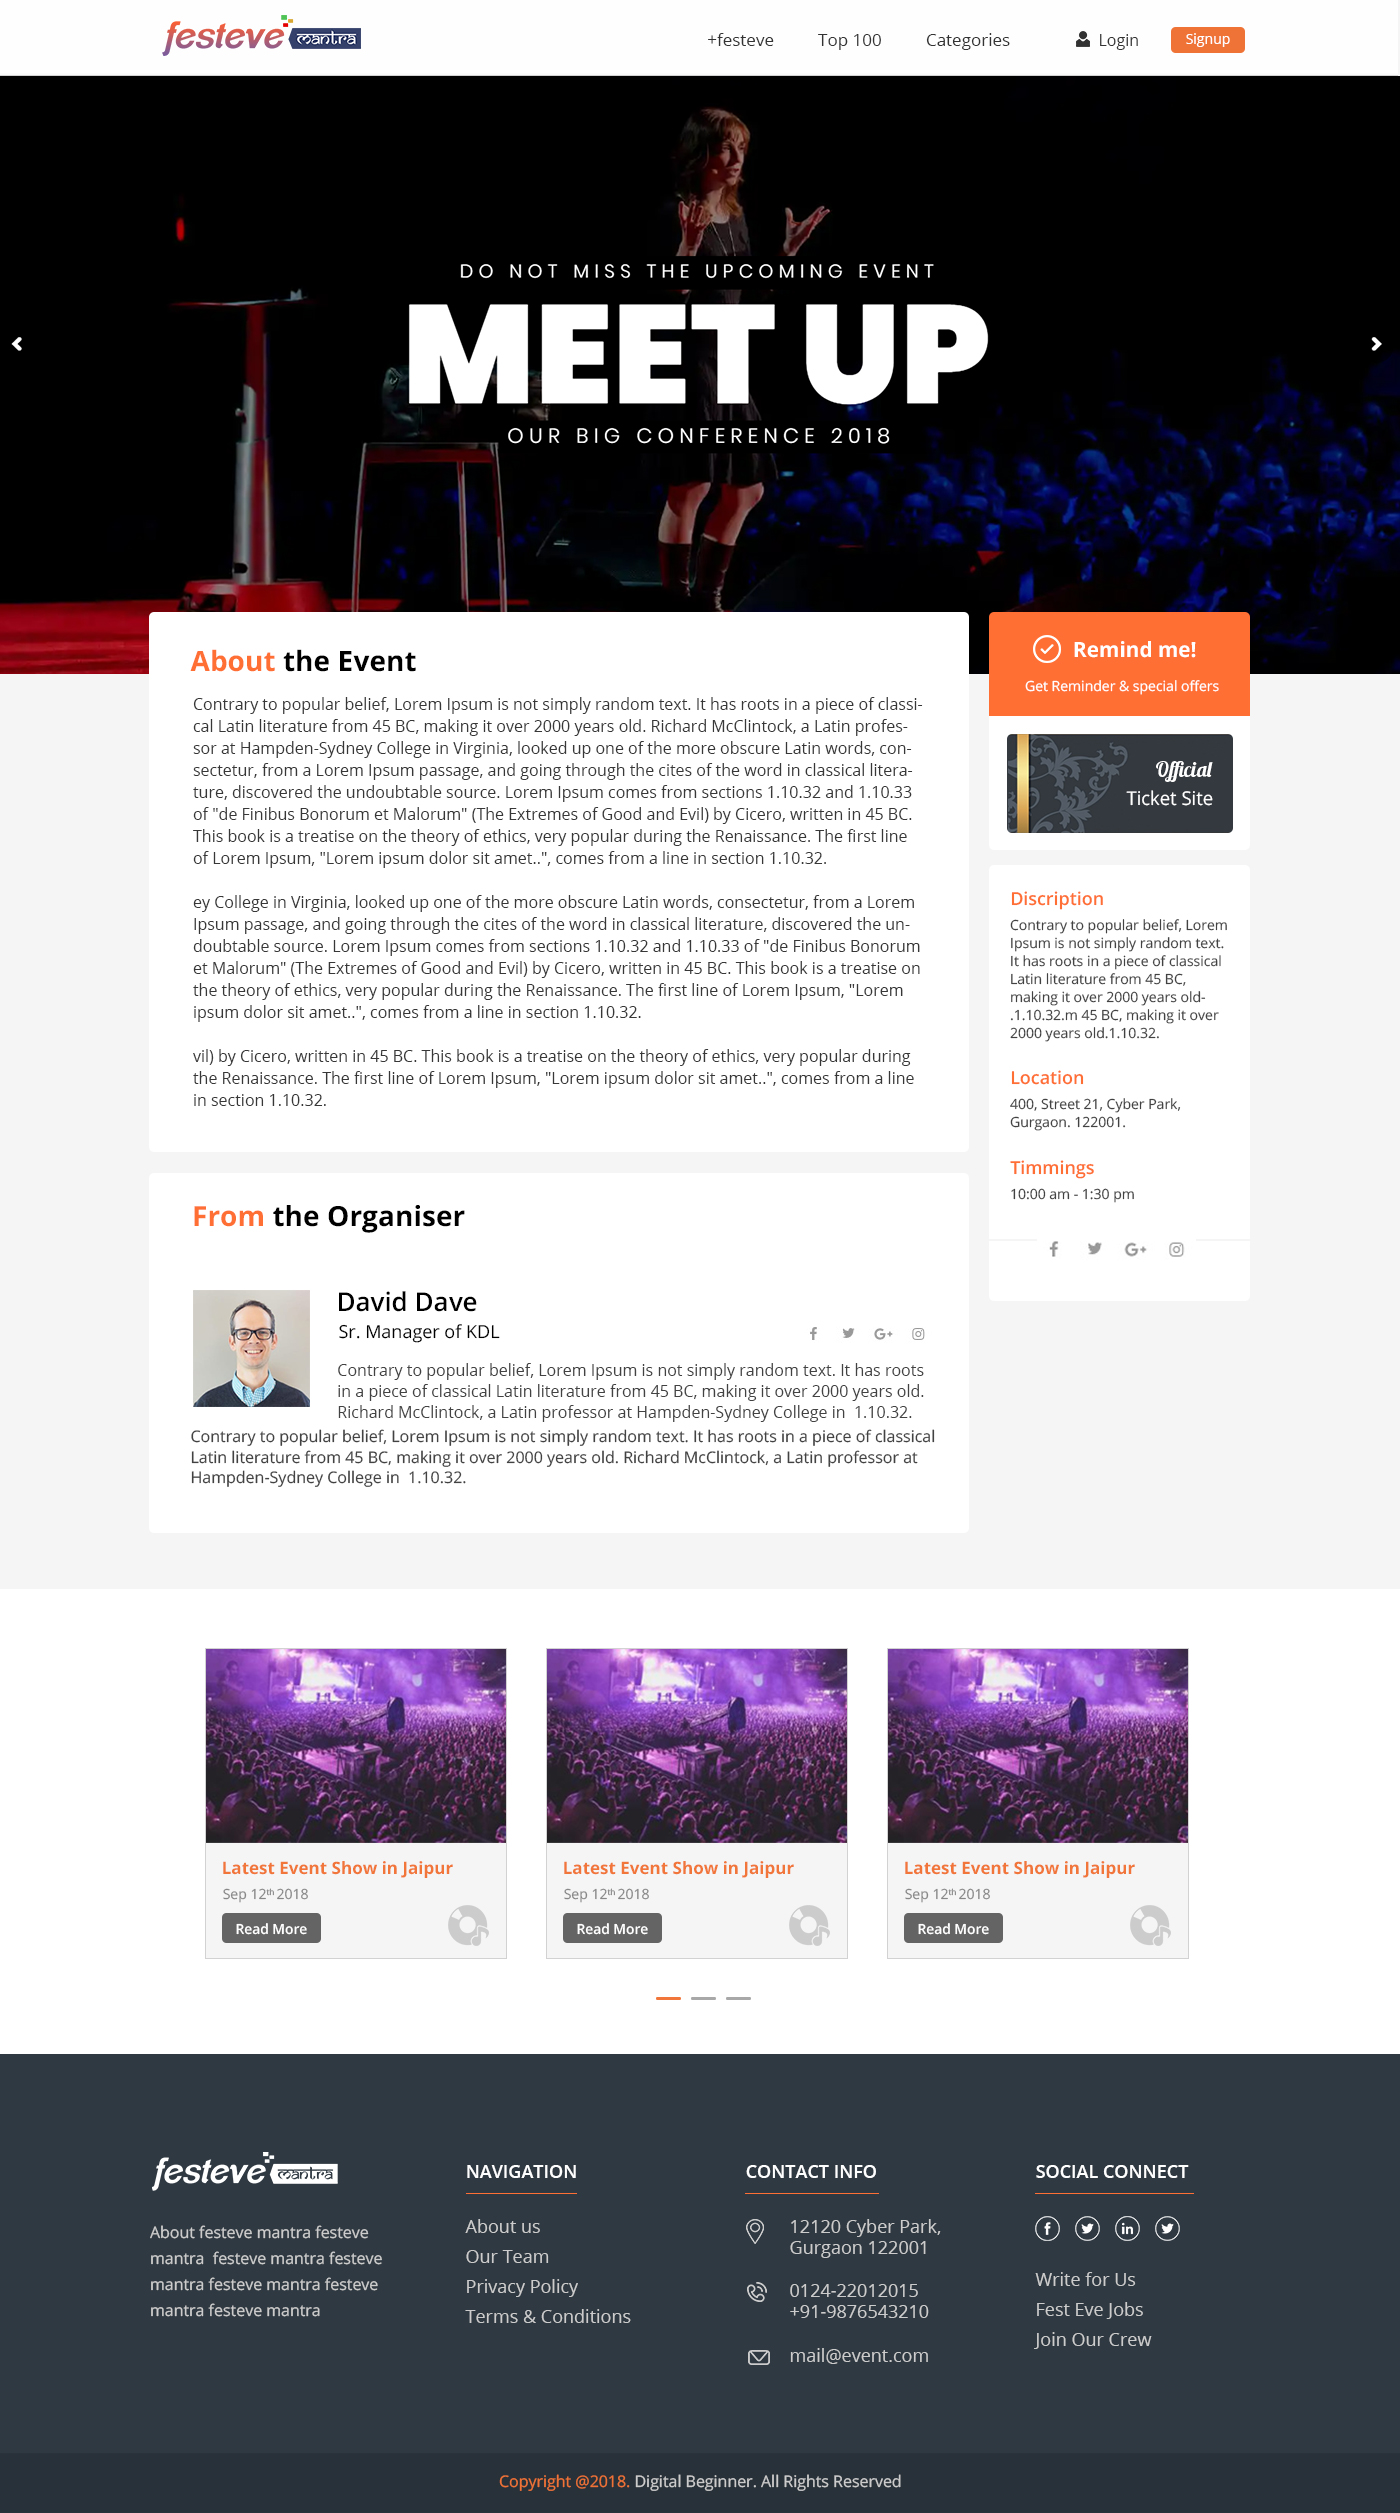 festeve मantra
+festeve
Top 100
Categories
Login
Signup
DO NOT MISS THE UPCOMING EVENT
MEET UP
OUR BIG CONFERENCE 2018
About the Event
Contrary to popular belief, Lorem Ipsum is not simply random text. It has roots in a piece of classi-
cal Latin literature from 45 BC, making it over 2000 years old. Richard McClintock, a Latin profes-
sor at Hampden-Sydney College in Virginia, looked up one of the more obscure Latin words, con-
sectetur, from a Lorem Ipsum passage, and going through the cites of the word in classical litera-
ture, discovered the undoubtable source. Lorem Ipsum comes from sections 1.10.32 and 1.10.33
of "de Finibus Bonorum et Malorum" (The Extremes of Good and Evil) by Cicero, written in 45 BC.
This book is a treatise on the theory of ethics, very popular during the Renaissance. The first line
of Lorem Ipsum, "Lorem ipsum dolor sit amet..", comes from a line in section 1.10.32.
ey College in Virginia, looked up one of the more obscure Latin words, consectetur, from a Lorem
Ipsum passage, and going through the cites of the word in classical literature, discovered the un-
doubtable source. Lorem Ipsum comes from sections 1.10.32 and 1.10.33 of "de Finibus Bonorum
et Malorum" (The Extremes of Good and Evil) by Cicero, written in 45 BC. This book is a treatise on
the theory of ethics, very popular during the Renaissance. The first line of Lorem Ipsum, "Lorem
ipsum dolor sit amet..", comes from a line in section 1.10.32.
vil) by Cicero, written in 45 BC. This book is a treatise on the theory of ethics, very popular during
the Renaissance. The first line of Lorem Ipsum, "Lorem ipsum dolor sit amet..", comes from a line
in section 1.10.32.
Remind me!
Get Reminder & special offers
Official
Ticket Site
Discription
Contrary to popular belief, Lorem
Ipsum is not simply random text.
It has roots in a piece of classical
Latin literature from 45 BC,
making it over 2000 years old-
.1.10.32.m 45 BC, making it over
2000 years old.1.10.32.
Location
400, Street 21, Cyber Park,
Gurgaon. 122001.
Timmings
10:00 am - 1:30 pm
From the Organiser
David Dave
Sr. Manager of KDL
Contrary to popular belief, Lorem Ipsum is not simply random text. It has roots
in a piece of classical Latin literature from 45 BC, making it over 2000 years old.
Richard McClintock, a Latin professor at Hampden-Sydney College in  1.10.32.
Contrary to popular belief, Lorem Ipsum is not simply random text. It has roots in a piece of classical
Latin literature from 45 BC, making it over 2000 years old. Richard McClintock, a Latin professor at
Hampden-Sydney College in  1.10.32.
Latest Event Show in Jaipur
Sep 12th 2018
Read More
Latest Event Show in Jaipur
Sep 12th 2018
Read More
Latest Event Show in Jaipur
Sep 12th 2018
Read More
festeve मantra
About festeve mantra festeve
mantra  festeve mantra festeve
mantra festeve mantra festeve
mantra festeve mantra
NAVIGATION
About us
Our Team
Privacy Policy
Terms & Conditions
CONTACT INFO
12120 Cyber Park,
Gurgaon 122001
0124-22012015
+91-9876543210
mail@event.com
SOCIAL CONNECT
Write for Us
Fest Eve Jobs
Join Our Crew
Copyright @2018. Digital Beginner. All Rights Reserved